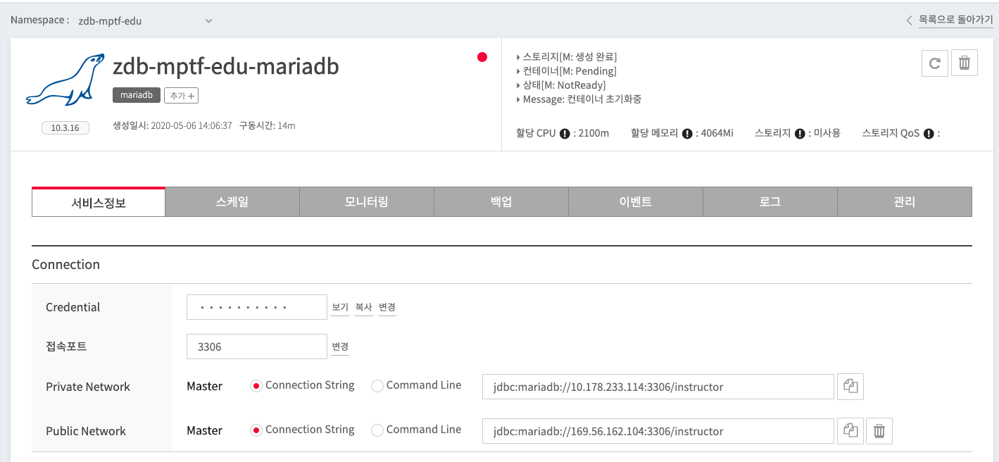 Namespace : zdb-mptf-edu 목록으로 돌아가기
zdb-mptf-edu-mariadb
mariadb 추가 +
10.3.16
생성일시: 2020-05-06 14:06:37 구동시간: 14m
스토리지[M: 생성 완료]
컨테이너[M: Pending]
상태[M: NotReady]
Message: 컨테이너 초기화중
할당 CPU ! : 2100m 할당 메모리 ! : 4064Mi 스토리지 ! : 미사용 스토리지 QoS ! :
서비스정보 스케일 모니터링 백업 이벤트 로그 관리
Connection
Credential 보기 복사 변경
접속포트 3306 변경
Private Network Master Connection String Command Line jdbc:mariadb://10.178.233.114:3306/instructor
Public Network Master Connection String Command Line jdbc:mariadb://169.56.162.104:3306/instructor